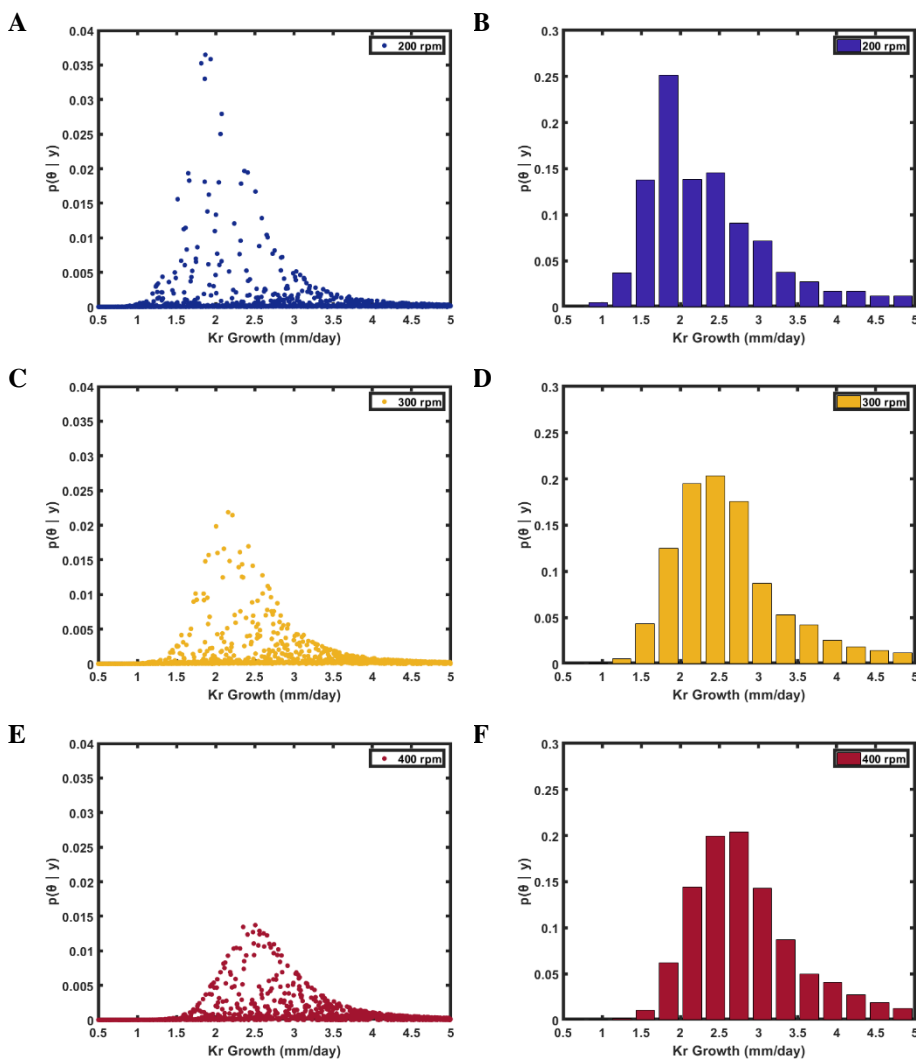 A
0.04
0.035
0.03
0.025
0.02
0.015
0.01
0.005
0
p(θ | y)
200 rpm
0.5 1 1.5 2 2.5 3 3.5 4 4.5 5
Kr Growth (mm/day)
B
0.3
0.25
0.2
0.15
0.1
0.05
0
p(θ | y)
200 rpm
0.5 1 1.5 2 2.5 3 3.5 4 4.5 5
Kr Growth (mm/day)
C
0.04
0.035
0.03
0.025
0.02
0.015
0.01
0.005
0
p(θ | y)
300 rpm
0.5 1 1.5 2 2.5 3 3.5 4 4.5 5
Kr Growth (mm/day)
D
0.3
0.25
0.2
0.15
0.1
0.05
0
p(θ | y)
300 rpm
0.5 1 1.5 2 2.5 3 3.5 4 4.5 5
Kr Growth (mm/day)
E
0.04
0.035
0.03
0.025
0.02
0.015
0.01
0.005
0
p(θ | y)
400 rpm
0.5 1 1.5 2 2.5 3 3.5 4 4.5 5
Kr Growth (mm/day)
F
0.3
0.25
0.2
0.15
0.1
0.05
0
p(θ | y)
400 rpm
0.5 1 1.5 2 2.5 3 3.5 4 4.5 5
Kr Growth (mm/day)